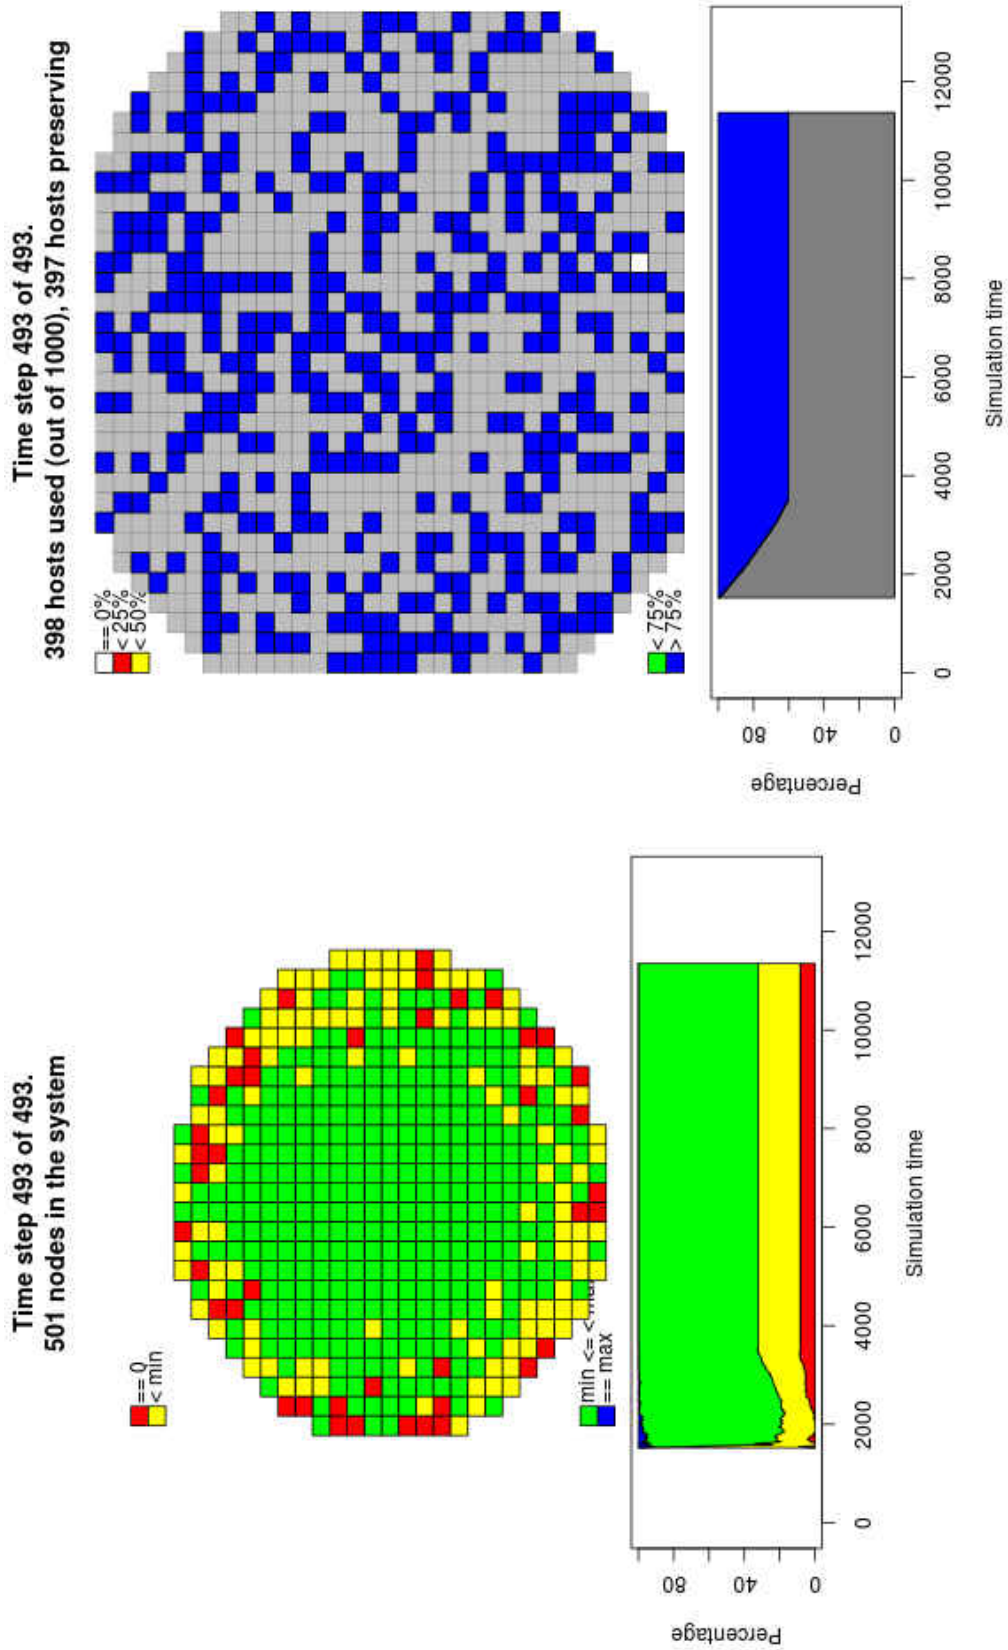 Time step 493 of 493.
501 nodes in the system
== 0
< min
min <= <
== max
Percentage
0
40
80
0
2000
4000
6000
8000
10000
12000
Simulation time
Time step 493 of 493.
398 hosts used (out of 1000), 397 hosts preserving
== 0%
< 25%
< 50%
< 75%
> 75%
Percentage
0
40
80
0
2000
4000
6000
8000
10000
12000
Simulation time